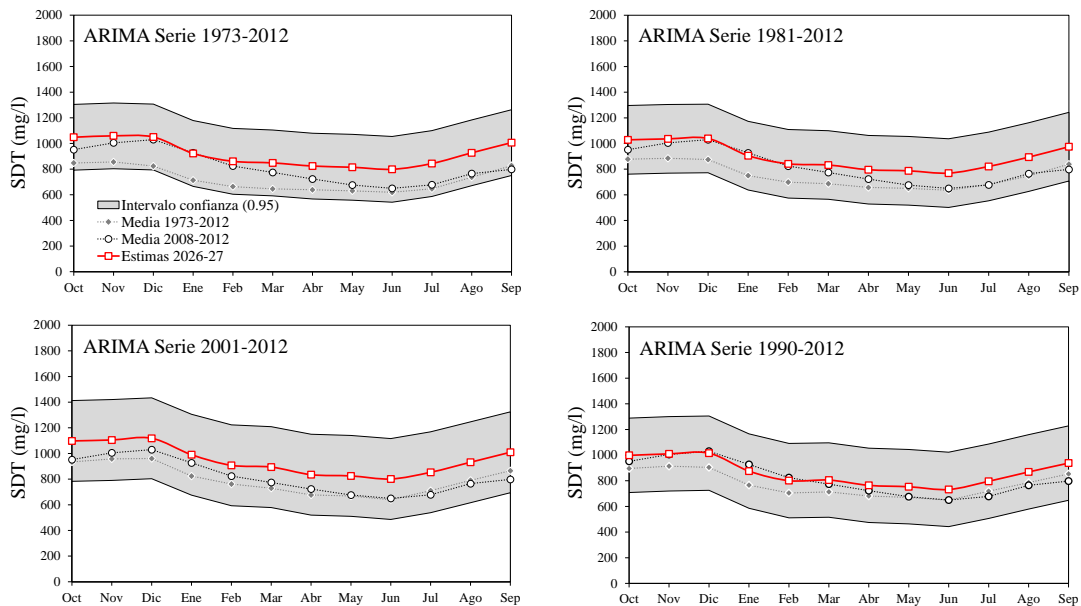 ARIMA Serie 1973-2012
SDT (mg/l)
2000
1800
1600
1400
1200
1000
800
600
400
200
0
Intervalo confianza (0.95)
Media 1973-2012
Media 2008-2012
Estimas 2026-27
Oct Nov Dic Ene Feb Mar Abr May Jun Jul Ago Sep
ARIMA Serie 1981-2012
SDT (mg/l)
2000
1800
1600
1400
1200
1000
800
600
400
200
0
Oct Nov Dic Ene Feb Mar Abr May Jun Jul Ago Sep
ARIMA Serie 2001-2012
SDT (mg/l)
2000
1800
1600
1400
1200
1000
800
600
400
200
0
Oct Nov Dic Ene Feb Mar Abr May Jun Jul Ago Sep
ARIMA Serie 1990-2012
SDT (mg/l)
2000
1800
1600
1400
1200
1000
800
600
400
200
0
Oct Nov Dic Ene Feb Mar Abr May Jun Jul Ago Sep